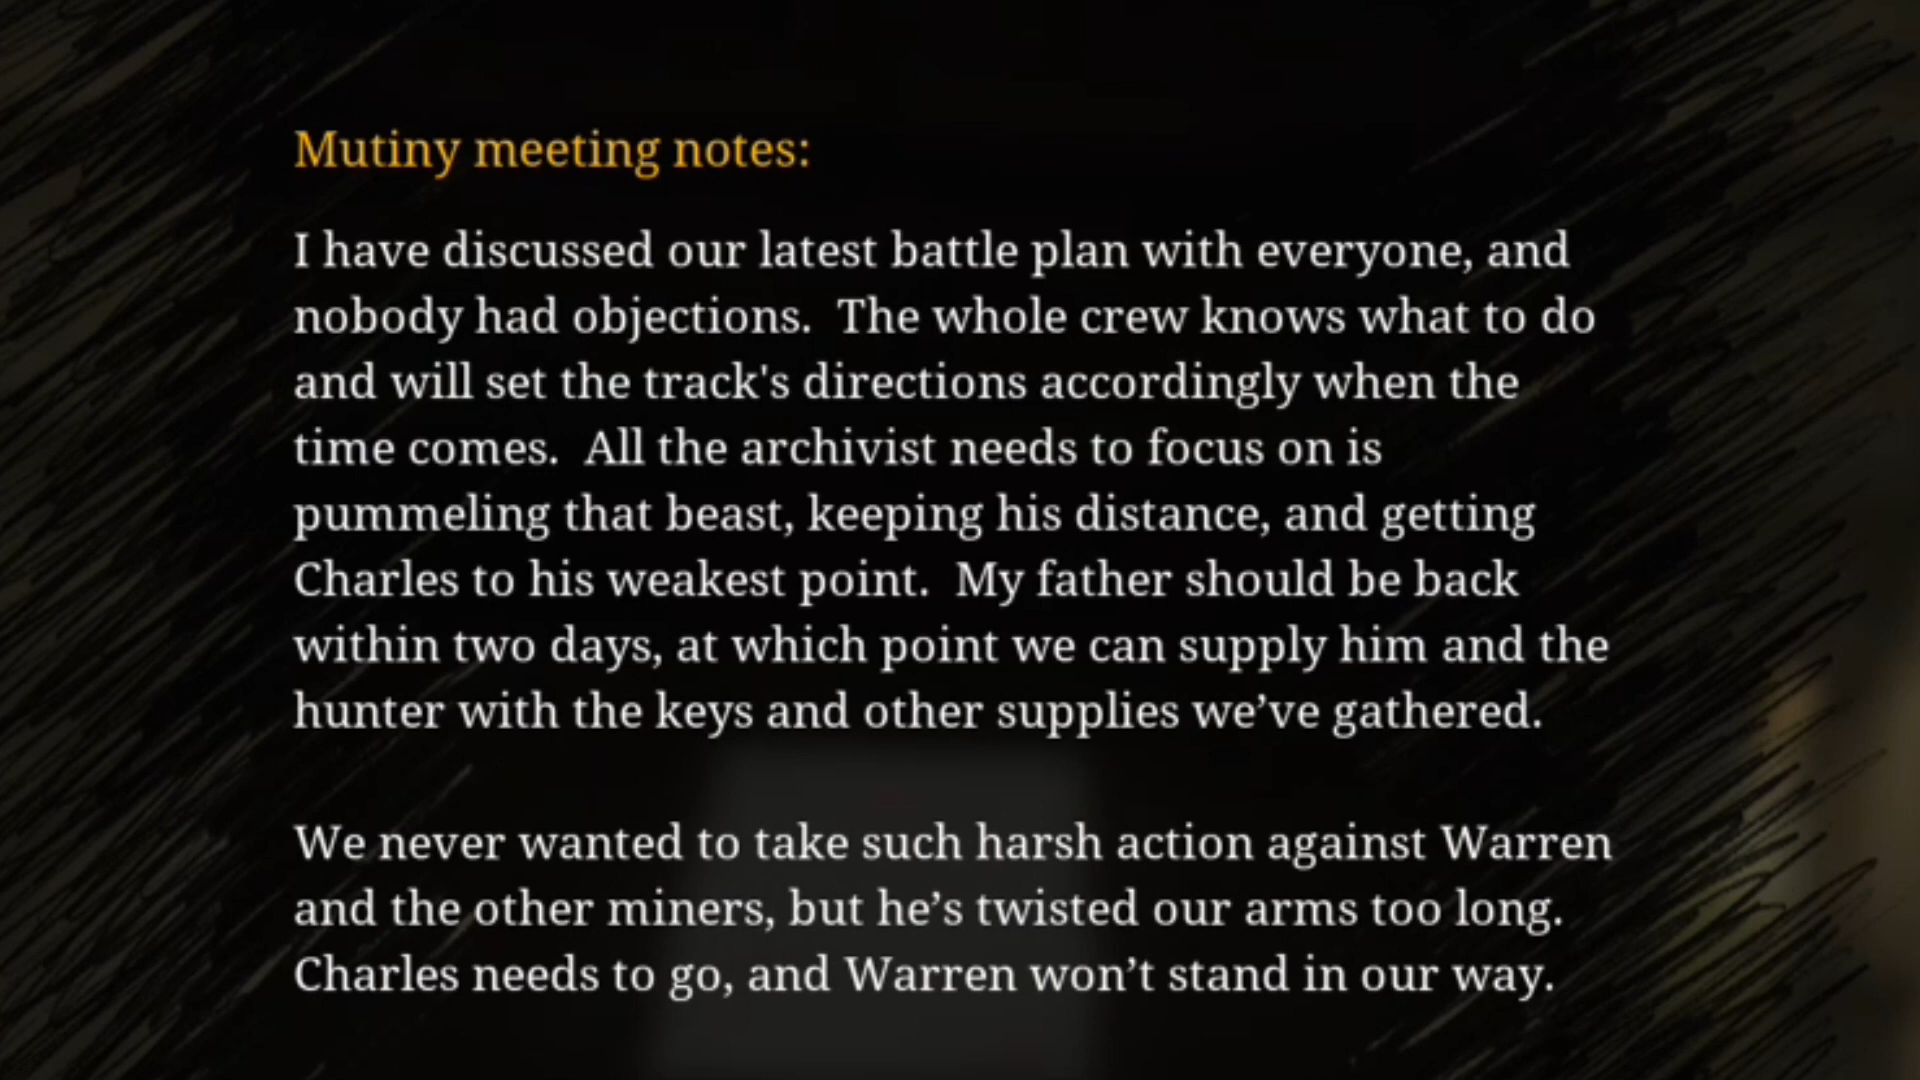 Mutiny meeting notes:
I have discussed our latest battle plan with everyone, and
nobody had objections.  The whole crew knows what to do
and will set the track's directions accordingly when the
time comes.  All the archivist needs to focus on is
pummeling that beast, keeping his distance, and getting
Charles to his weakest point.  My father should be back
within two days, at which point we can supply him and the
hunter with the keys and other supplies we’ve gathered.
We never wanted to take such harsh action against Warren
and the other miners, but he’s twisted our arms too long.
Charles needs to go, and Warren won’t stand in our way.